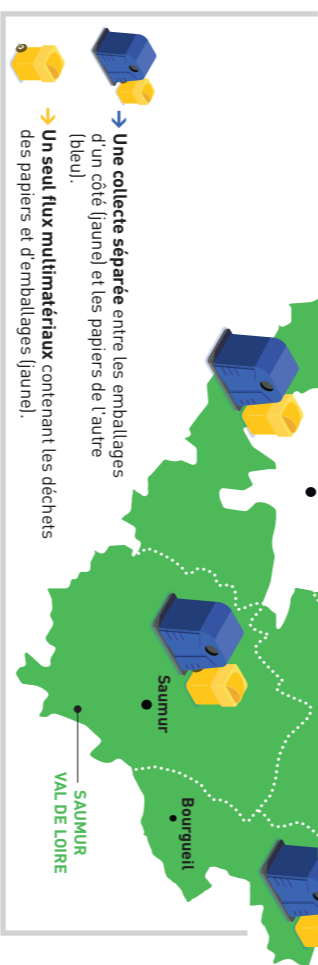 → Une collecte séparée entre les emballages
d'un côté (jaune) et les papiers de l'autre
(bleu).
→ Un seul flux multimatériaux contenant les déchets
des papiers et d'emballages (jaune).
Saumur
Bourgueil
SAUMUR
VAL DE LOIRE